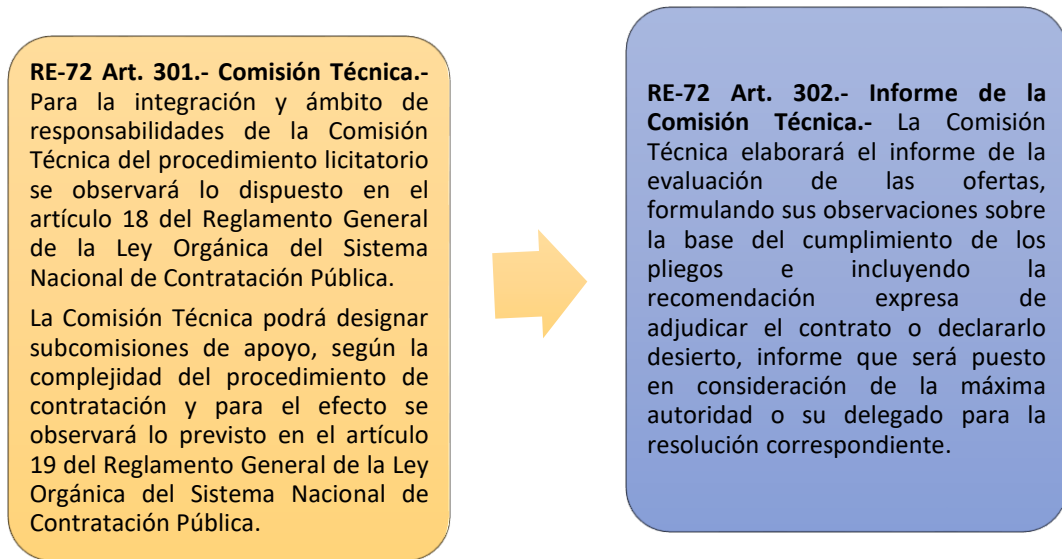 RE-72 Art. 301.- Comisión Técnica.-
Para la integración y ámbito de
responsabilidades de la Comisión
Técnica del procedimiento licitatorio
se observará lo dispuesto en el
artículo 18 del Reglamento General
de la Ley Orgánica del Sistema
Nacional de Contratación Pública.
La Comisión Técnica podrá designar
subcomisiones de apoyo, según la
complejidad del procedimiento de
contratación y para el efecto se
observará lo previsto en el artículo
19 del Reglamento General de la Ley
Orgánica del Sistema Nacional de
Contratación Pública.
RE-72 Art. 302.- Informe de la
Comisión Técnica.- La Comisión
Técnica elaborará el informe de la
evaluación de las ofertas,
formulando sus observaciones sobre
la base del cumplimiento de los
pliegos e incluyendo la
recomendación expresa de
adjudicar el contrato o declararlo
desierto, informe que será puesto
en consideración de la máxima
autoridad o su delegado para la
resolución correspondiente.